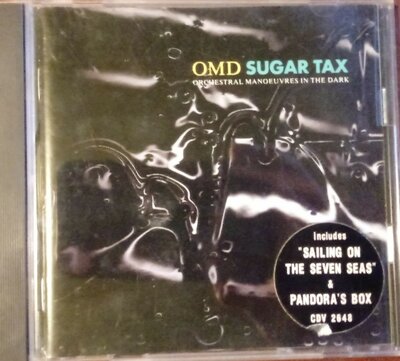 OMD SUGAR TAX
ORCHESTRAL MANOEUVRES IN THE DARK
includes
"SAILING ON
THE SEVEN SEAS"
&
PANDORA'S BOX
CDV 2648